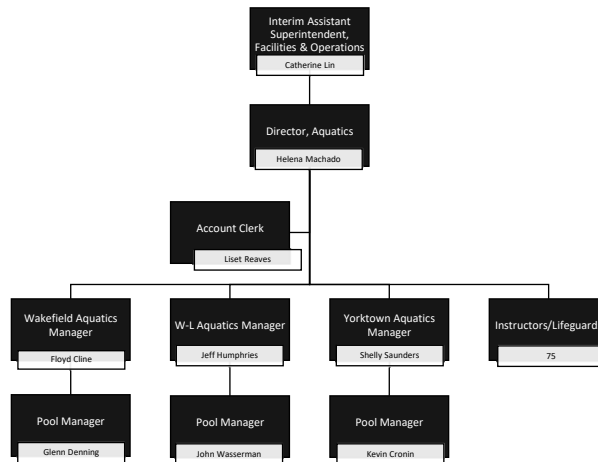 Interim Assistant
Superintendent,
Facilities & Operations
Catherine Lin
Director, Aquatics
Helena Machado
Account Clerk
Liset Reaves
Wakefield Aquatics
Manager
Floyd Cline
W-L Aquatics Manager
Jeff Humphries
Yorktown Aquatics
Manager
Shelly Saunders
Instructors/Lifeguard
75
Pool Manager
Glenn Denning
Pool Manager
John Wasserman
Pool Manager
Kevin Cronin